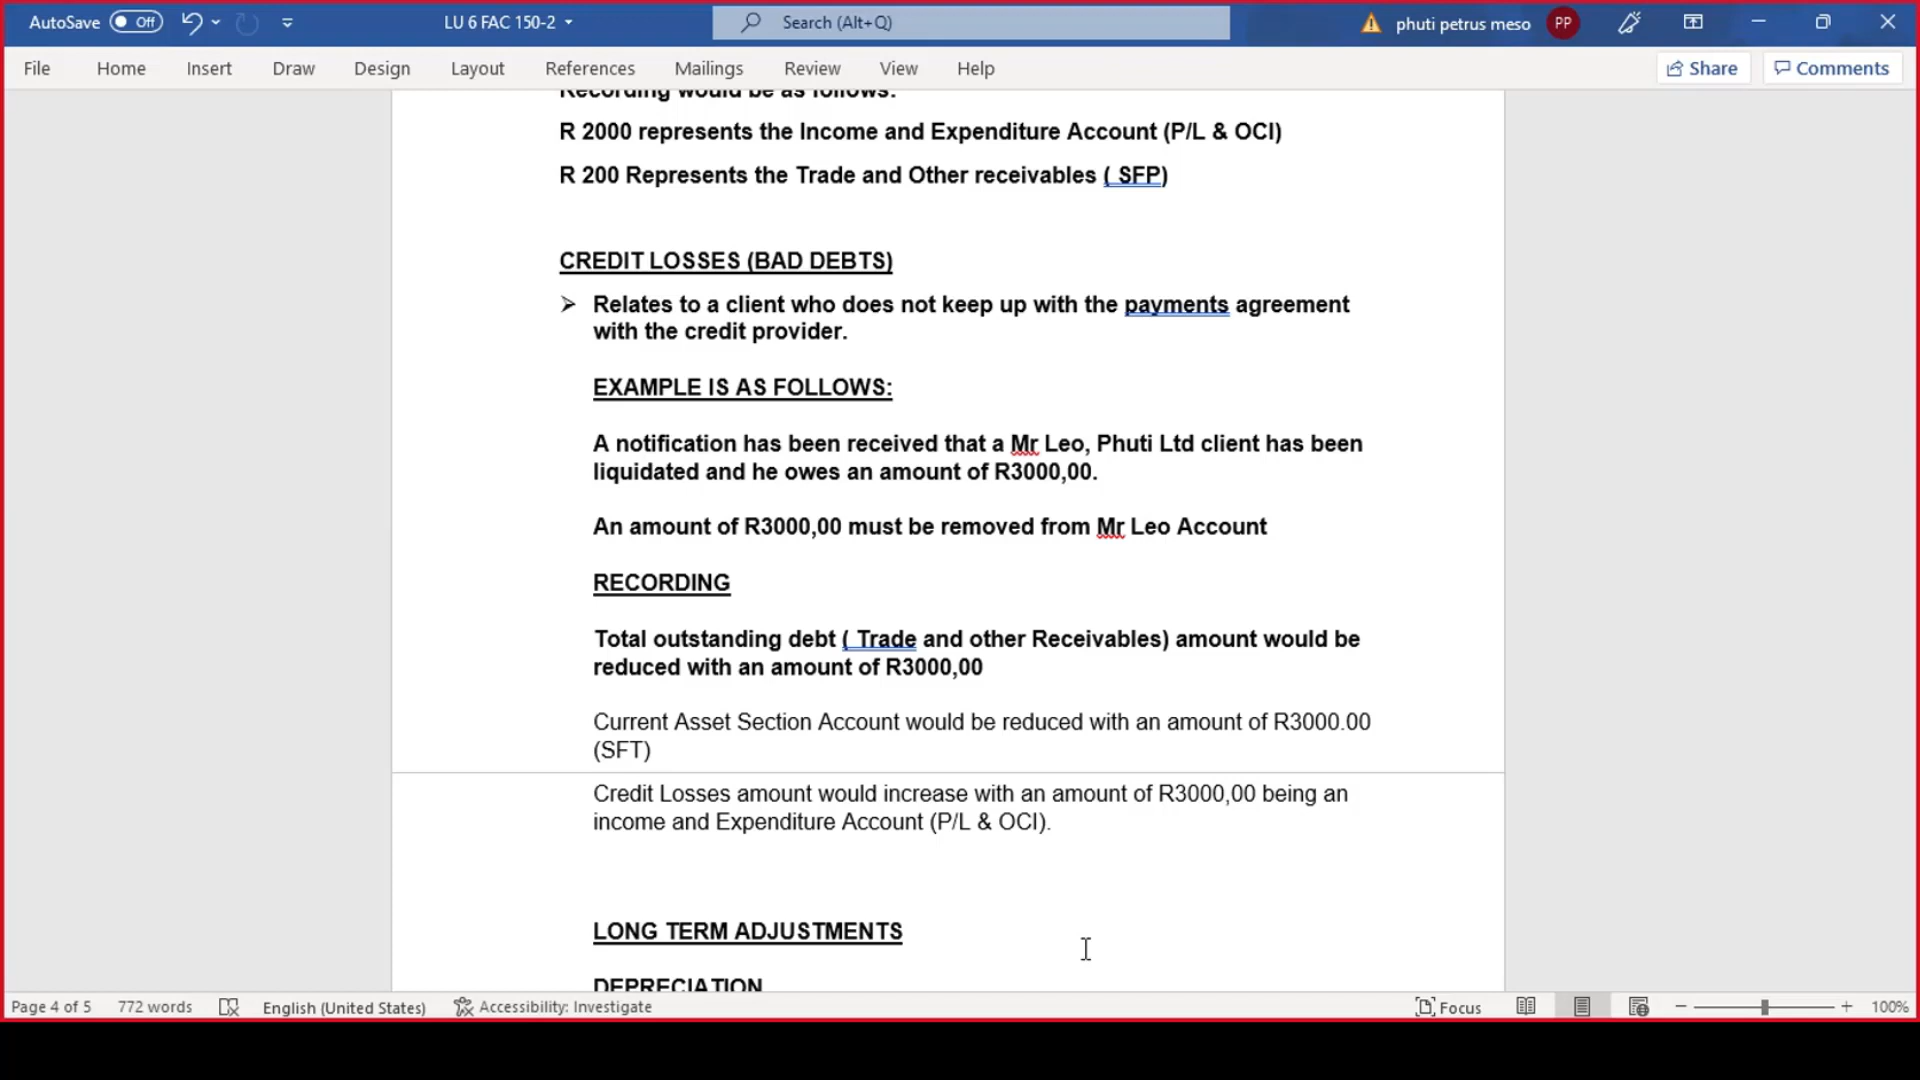 AutoSave Off LU 6 FAC 150-2 Search (Alt+Q) phuti petrus meso PP
File Home Insert Draw Design Layout References Mailings Review View Help Share Comments
Recording would be as follows:
R 2000 represents the Income and Expenditure Account (P/L & OCI)
R 200 Represents the Trade and Other receivables ( SFP)
CREDIT LOSSES (BAD DEBTS)
Relates to a client who does not keep up with the payments agreement
with the credit provider.
EXAMPLE IS AS FOLLOWS:
A notification has been received that a Mr Leo, Phuti Ltd client has been
liquidated and he owes an amount of R3000,00.
An amount of R3000,00 must be removed from Mr Leo Account
RECORDING
Total outstanding debt ( Trade and other Receivables) amount would be
reduced with an amount of R3000,00
Current Asset Section Account would be reduced with an amount of R3000.00
(SFT)
Credit Losses amount would increase with an amount of R3000,00 being an
income and Expenditure Account (P/L & OCI).
LONG TERM ADJUSTMENTS
DEPRECIATION
Page 4 of 5 772 words English (United States) Accessibility: Investigate Focus 100%